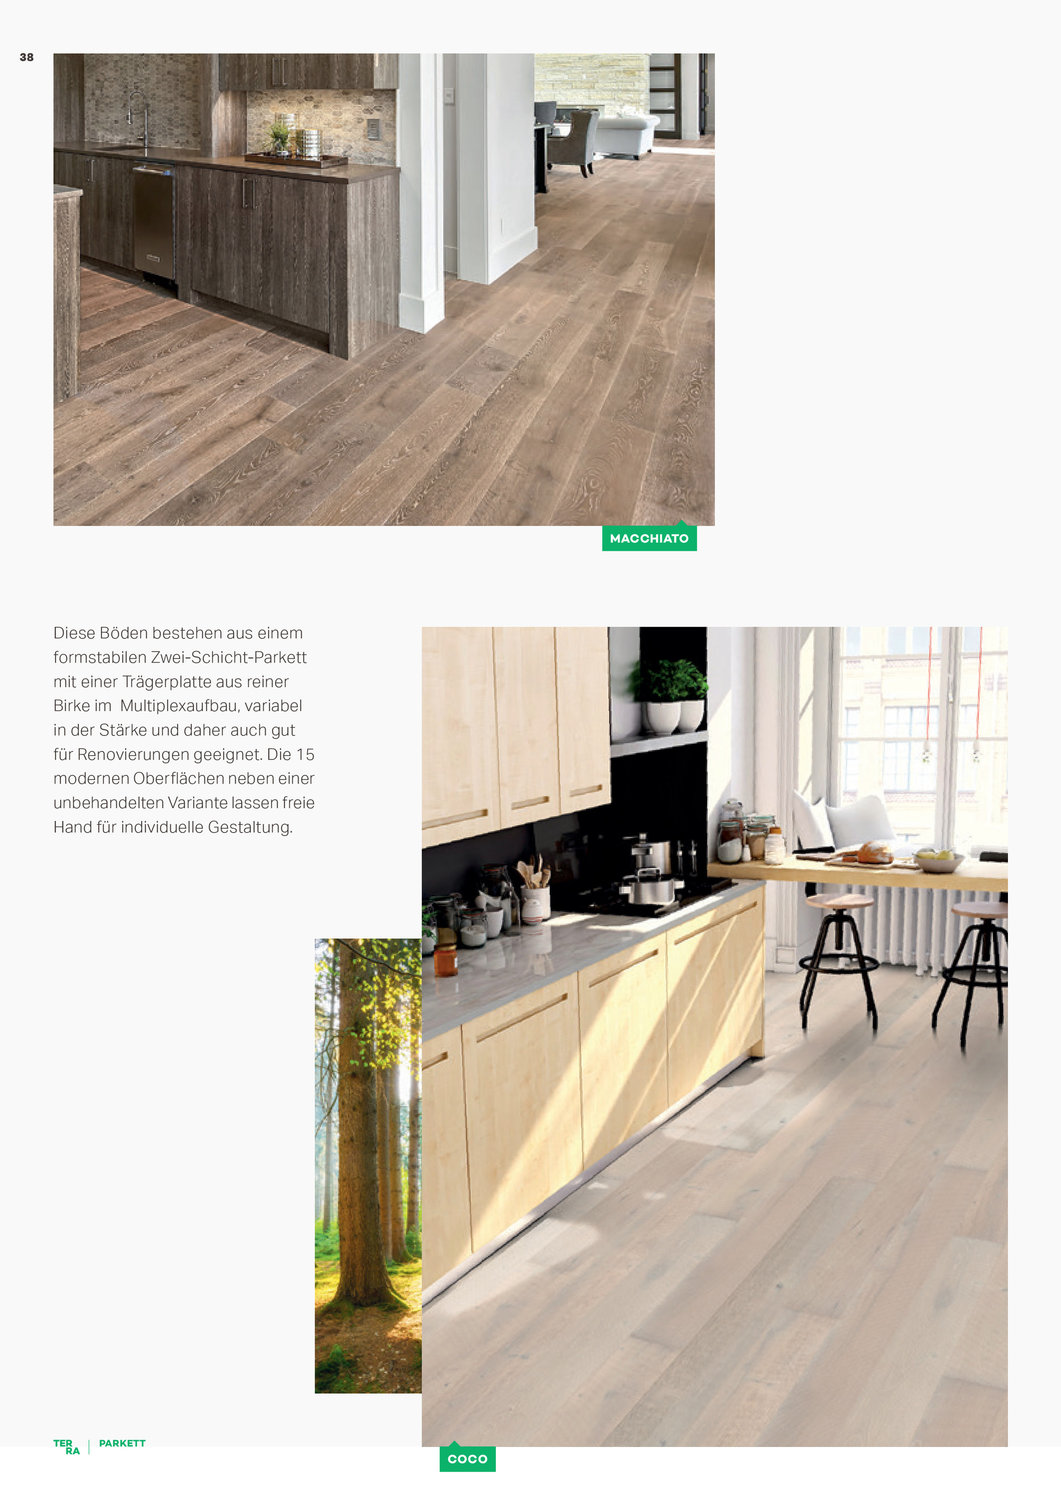 38
MACCHIATO
Diese Böden bestehen aus einem
formstabilen Zwei-Schicht-Parkett
mit einer Trägerplatte aus reiner
Birke im Multiplexaufbau, variabel
in der Stärke und daher auch gut
für Renovierungen geeignet. Die 15
modernen Oberflächen neben einer
unbehandelten Variante lassen freie
Hand für individuelle Gestaltung.
TER
RA
PARKETT
COCO